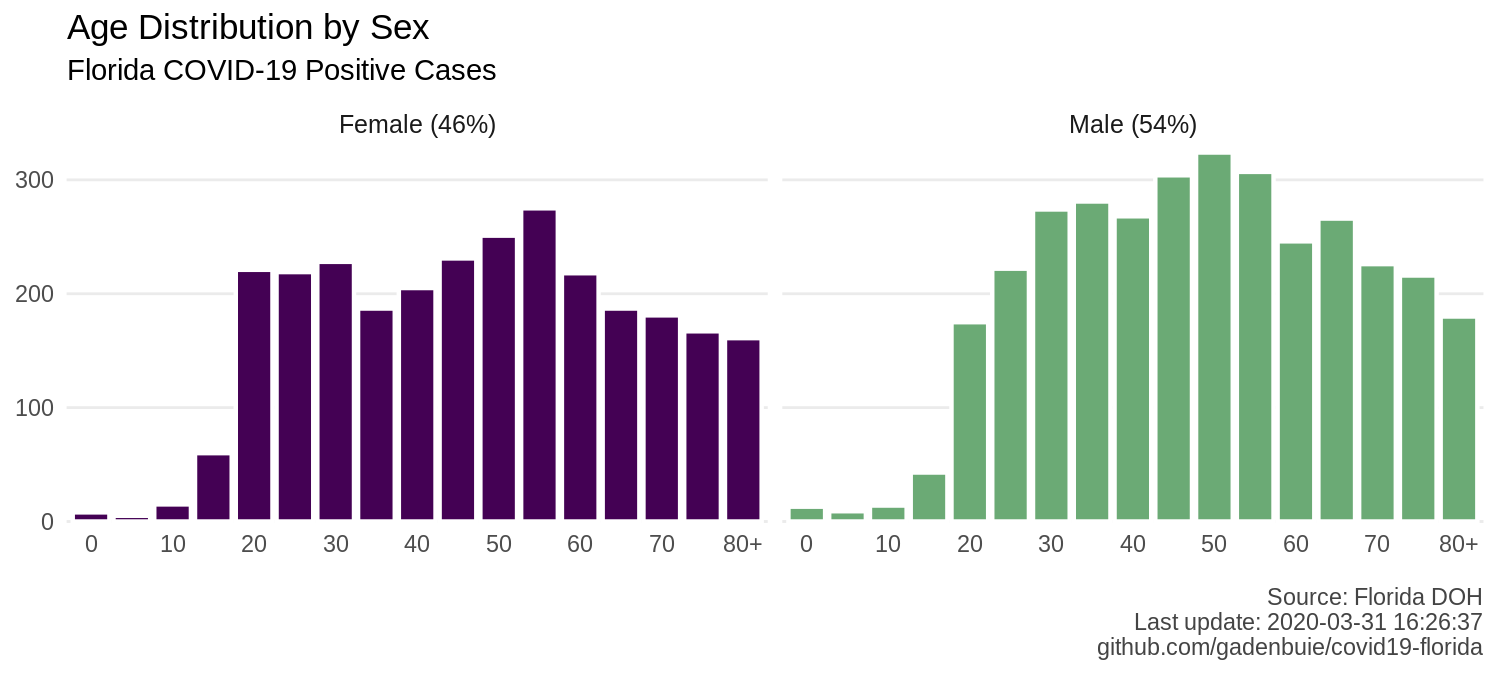 Age Distribution by Sex
Florida COVID-19 Positive Cases
Female (46%)
Male (54%)
300
200
100
0
0 10 20 30 40 50 60 70 80+
0 10 20 30 40 50 60 70 80+
Source: Florida DOH
Last update: 2020-03-31 16:26:37
github.com/gadenbuie/covid19-florida